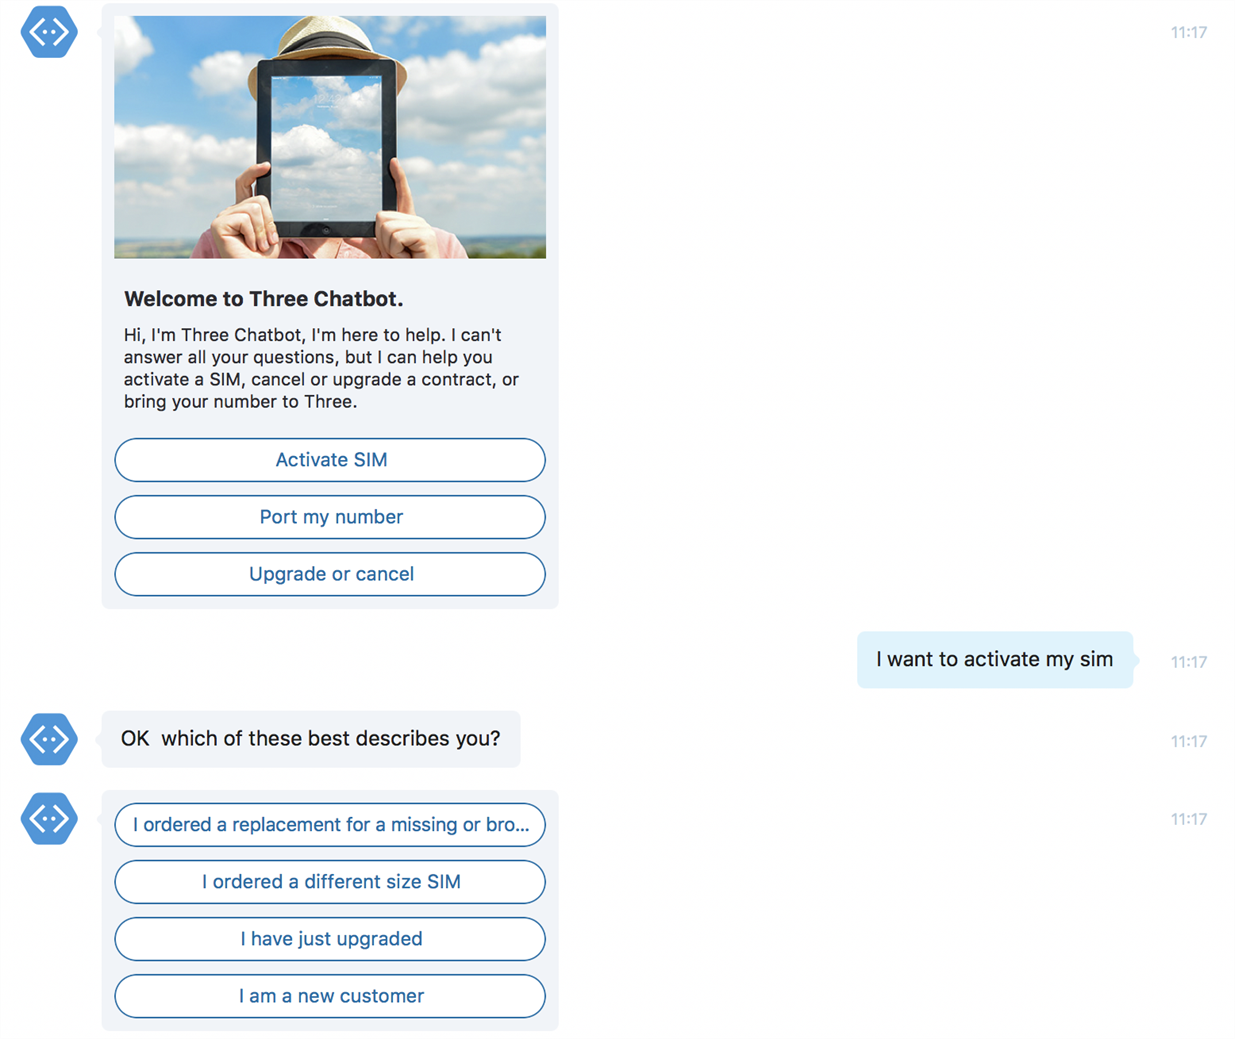 11:17
Welcome to Three Chatbot.
Hi, I'm Three Chatbot, I'm here to help. I can't
answer all your questions, but I can help you
activate a SIM, cancel or upgrade a contract, or
bring your number to Three.
Activate SIM
Port my number
Upgrade or cancel
I want to activate my sim
11:17
OK  which of these best describes you?
11:17
I ordered a replacement for a missing or bro...
11:17
I ordered a different size SIM
I have just upgraded
I am a new customer